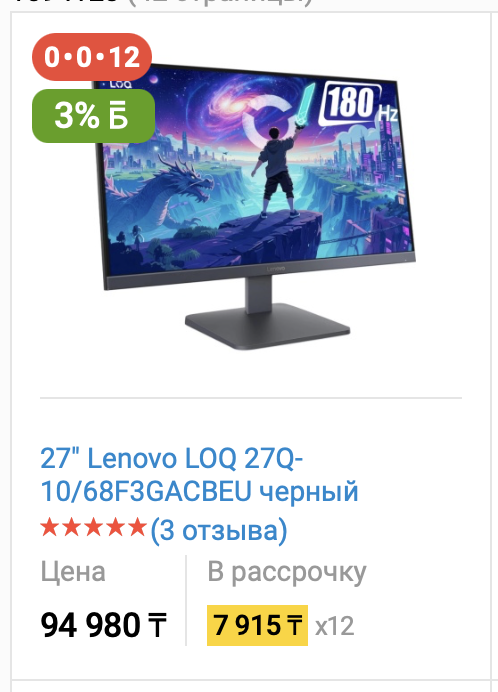 0•0•12
3% Б
LOQ
180 Hz
27" Lenovo LOQ 27Q-
10/68F3GACBEU черный
(3 отзыва)
Цена
В рассрочку
94 980 ₸
7 915 ₸ x12